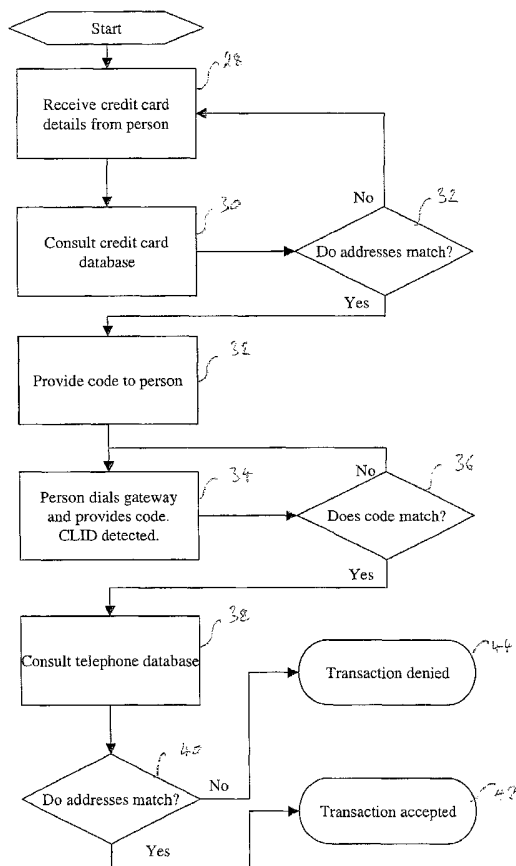 Start
28
Receive credit card
details from person
No
32
30
Consult credit card
database
Do addresses match?
Yes
32
Provide code to person
No
36
34
Person dials gateway
and provides code.
CLID detected.
Does code match?
Yes
38
Consult telephone database
44
Transaction denied
40
Do addresses match?
No
42
Transaction accepted
Yes